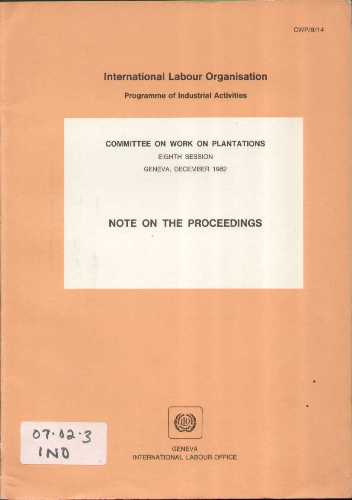 CWP/8/14
International Labour Organisation
Programme of Industrial Activities
COMMITTEE ON WORK ON PLANTATIONS
EIGHTH SESSION
GENEVA, DECEMBER 1982
NOTE ON THE PROCEEDINGS
07·02·3
IND
GENEVA
INTERNATIONAL LABOUR OFFICE